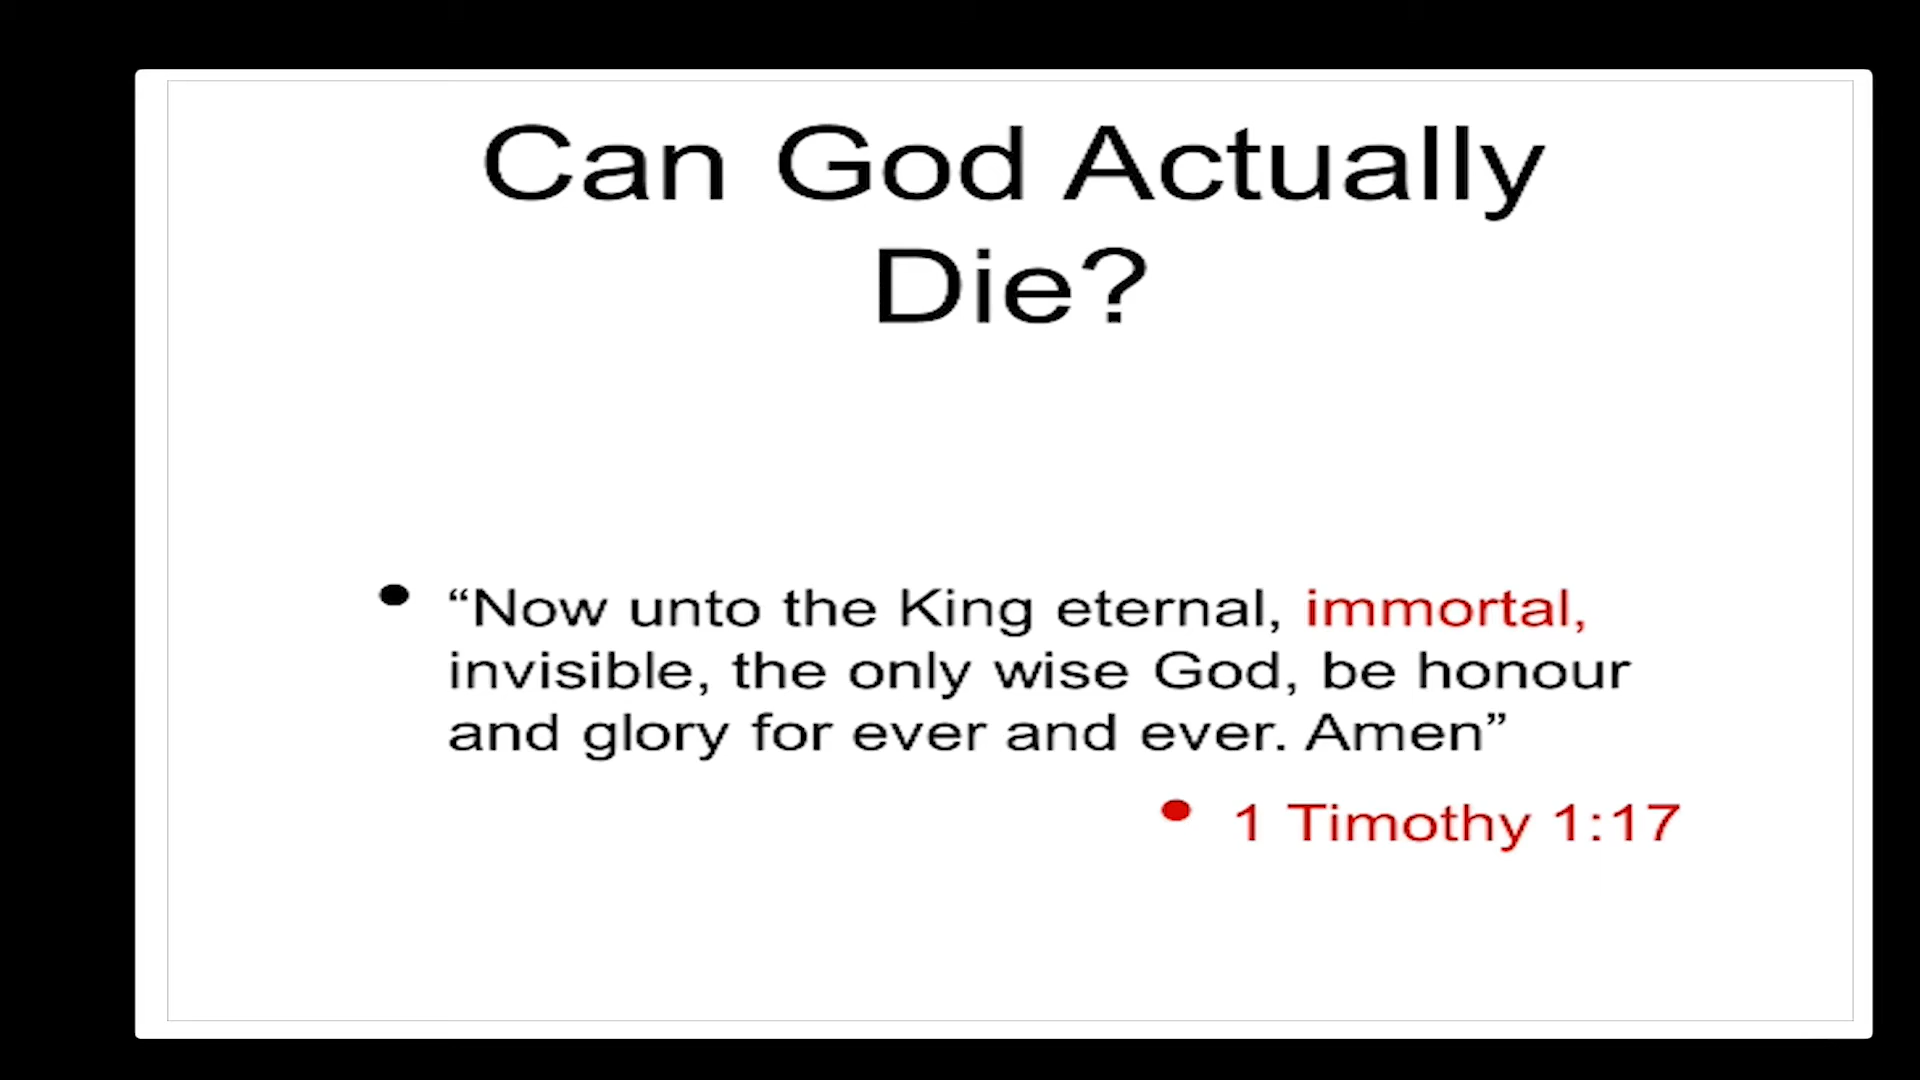 Can God Actually
Die?
• “Now unto the King eternal, immortal,
invisible, the only wise God, be honour
and glory for ever and ever. Amen”
• 1 Timothy 1:17